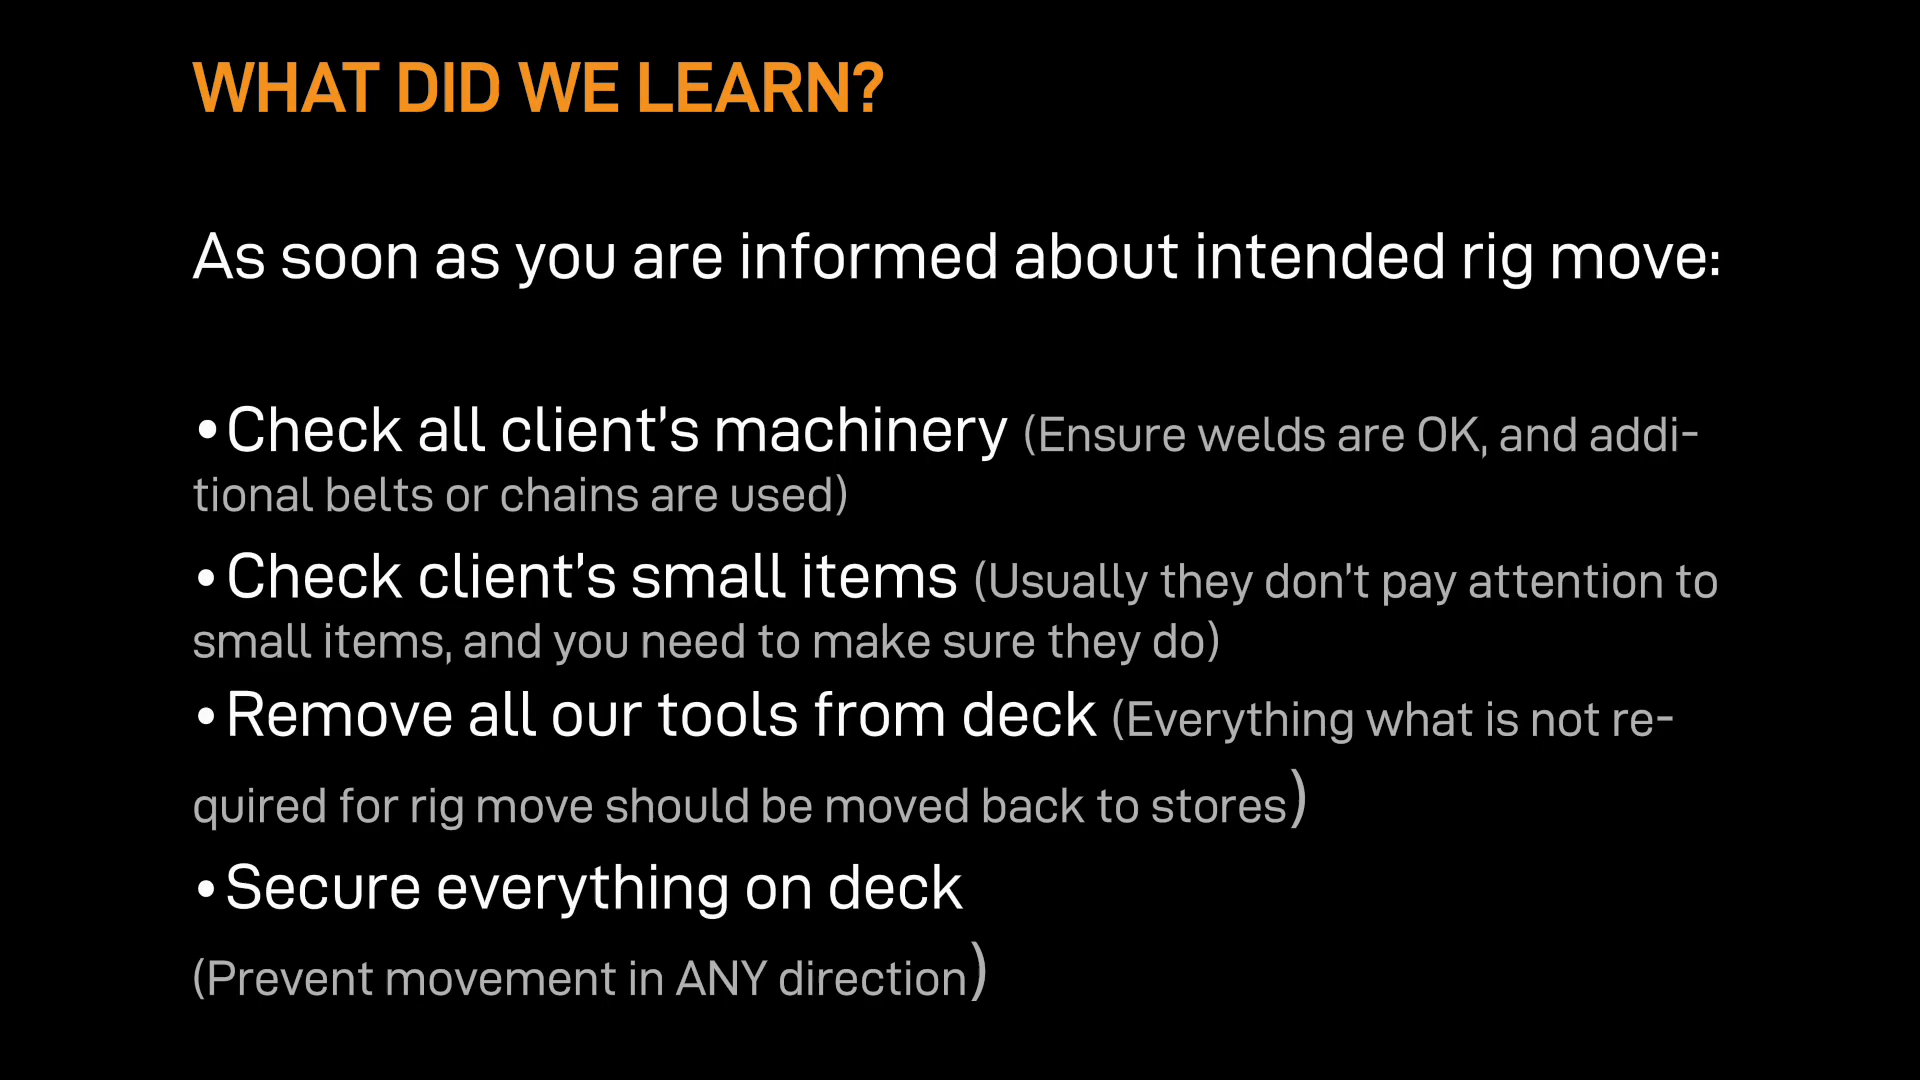 WHAT DID WE LEARN?
As soon as you are informed about intended rig move:
•Check all client’s machinery (Ensure welds are OK, and addi-
tional belts or chains are used)
•Check client’s small items (Usually they don’t pay attention to
small items, and you need to make sure they do)
•Remove all our tools from deck (Everything what is not re-
quired for rig move should be moved back to stores)
•Secure everything on deck
(Prevent movement in ANY direction)